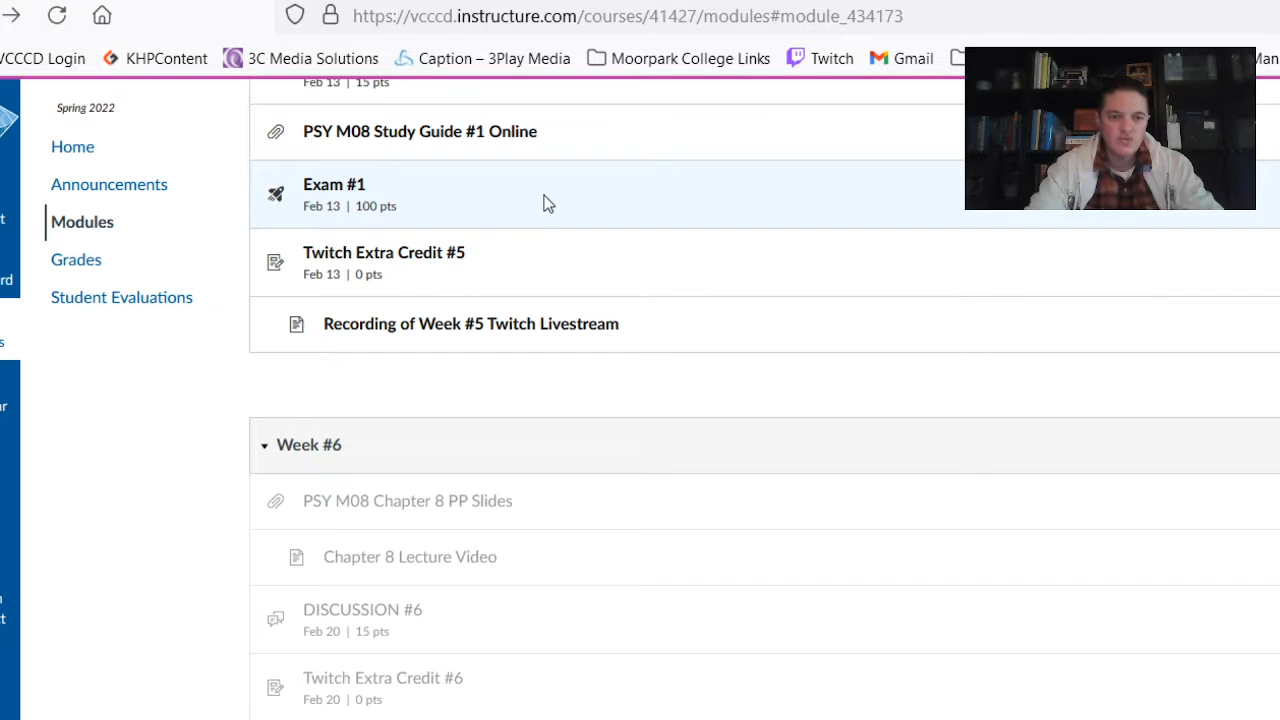 https://vcccd.instructure.com/courses/41427/modules#module_434173
VCCCD Login KHPContent 3C Media Solutions Caption – 3Play Media Moorpark College Links Twitch Gmail
Spring 2022
Home
Announcements
Modules
Grades
Student Evaluations
Feb 13 | 15 pts
PSY M08 Study Guide #1 Online
Exam #1
Feb 13 | 100 pts
Twitch Extra Credit #5
Feb 13 | 0 pts
Recording of Week #5 Twitch Livestream
Week #6
PSY M08 Chapter 8 PP Slides
Chapter 8 Lecture Video
DISCUSSION #6
Feb 20 | 15 pts
Twitch Extra Credit #6
Feb 20 | 0 pts